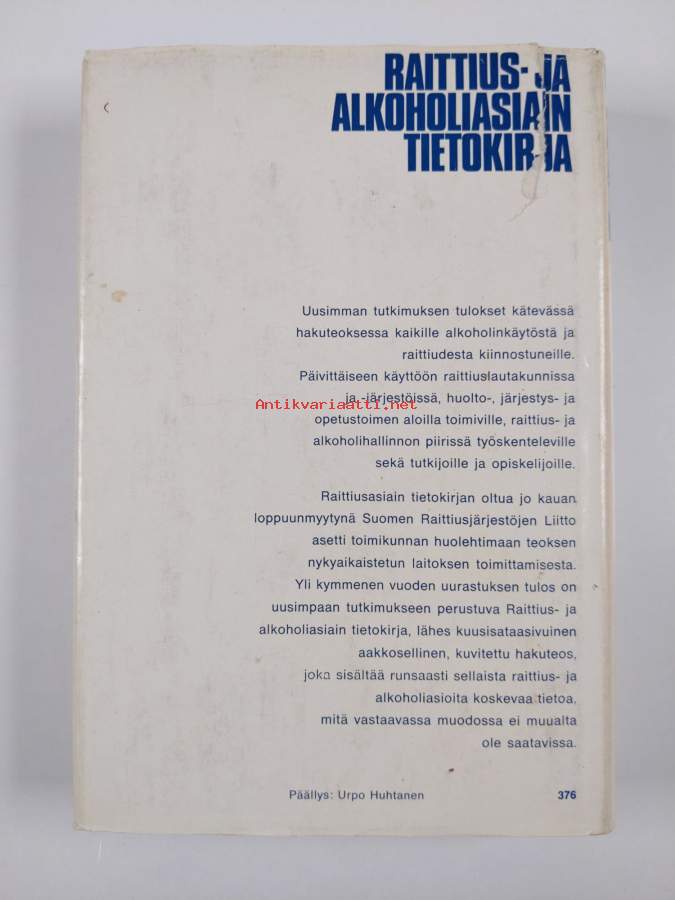 RAITTIUS- JA
ALKOHOLIASIAIN
TIETOKIRJA
Uusimman tutkimuksen tulokset kätevässä
hakuteoksessa kaikille alkoholinkäytöstä ja
raittiudesta kiinnostuneille.
Päivittäiseen käyttöön raittiuslautakunnissa
ja -järjestöissä, huolto-, järjestys- ja
Antikvariaatti.net
opetustoimen aloilla toimiville, raittius- ja
alkoholihallinnon piirissä työskenteleville
sekä tutkijoille ja opiskelijoille.
Raittiusasiain tietokirjan oltua jo kauan
loppuunmyytynä Suomen Raittiusjärjestöjen Liitto
asetti toimikunnan huolehtimaan teoksen
nykyaikaistetun laitoksen toimittamisesta.
Yli kymmenen vuoden uurastuksen tulos on
uusimpaan tutkimukseen perustuva Raittius- ja
alkoholiasiain tietokirja, lähes kuusisataasivuinen
aakkosellinen, kuvitettu hakuteos,
joka sisältää runsaasti sellaista raittius- ja
alkoholiasioita koskevaa tietoa,
mitä vastaavassa muodossa ei muualta
ole saatavissa.
Päällys: Urpo Huhtanen 376